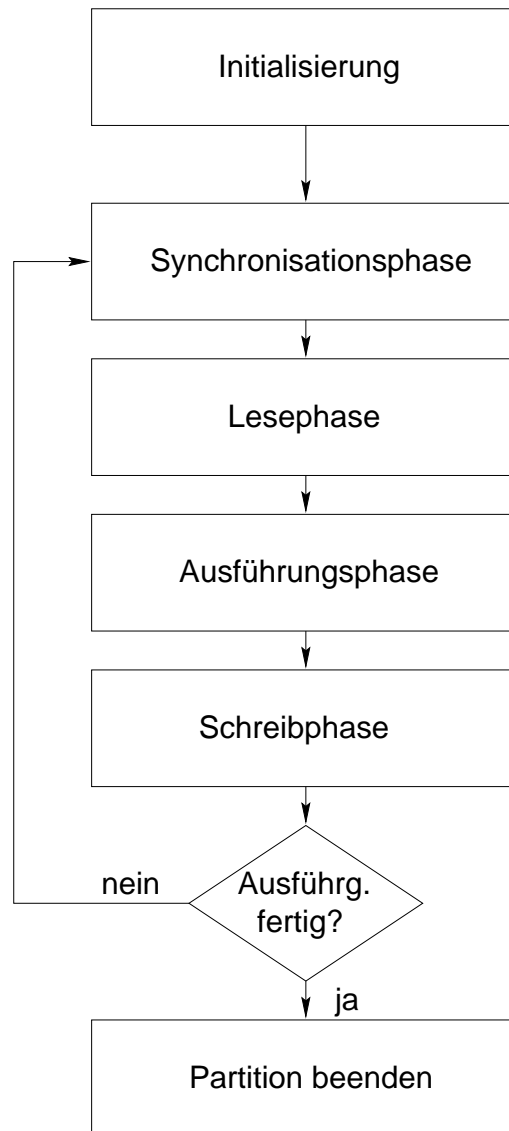 Initialisierung
Synchronisationsphase
Lesephase
Ausführungsphase
Schreibphase
nein
Ausführg.
fertig?
ja
Partition beenden